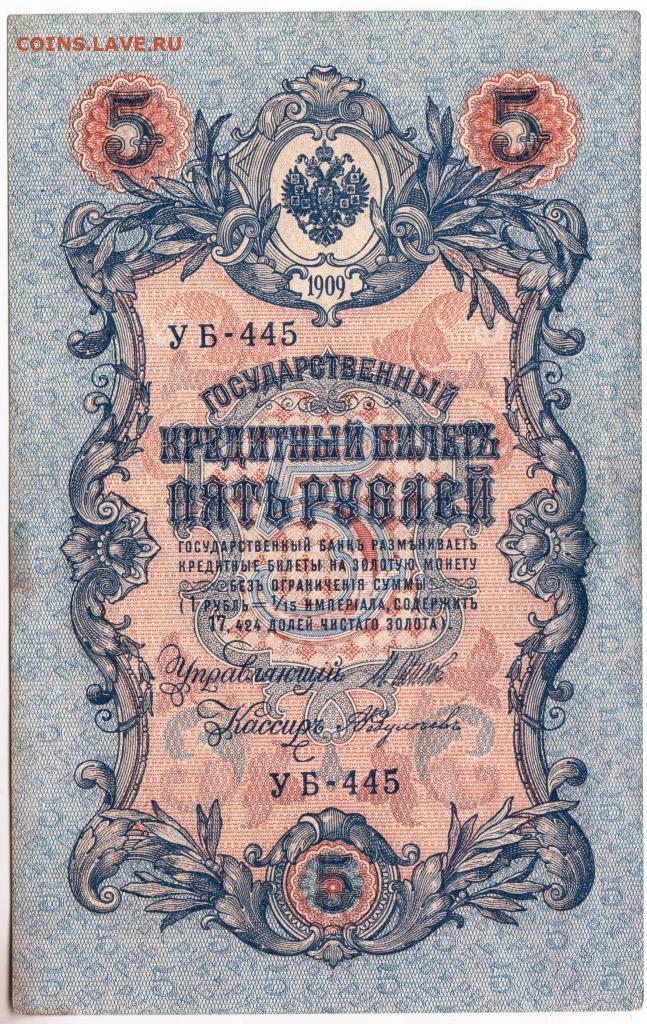 COINS.LAVE.RU
5 5
1909
УБ-445
ГОСУДАРСТВЕННЫЙ
КРЕДИТНЫЙ БИЛЕТЪ
ПЯТЬ РУБЛЕЙ
5
ГОСУДАРСТВЕННЫЙ БАНКЪ РАЗМѢНИВАЕТЪ
КРЕДИТНЫЕ БИЛЕТЫ НА ЗОЛОТУЮ МОНЕТУ
БЕЗЪ ОГРАНИЧЕНІЯ СУММЫ
(1 РУБЛЬ = 1/15 ИМПЕРІАЛА, СОДЕРЖИТЪ
17,424 ДОЛЕЙ ЧИСТАГО ЗОЛОТА).
Управляющій
Кассиръ
УБ-445
5